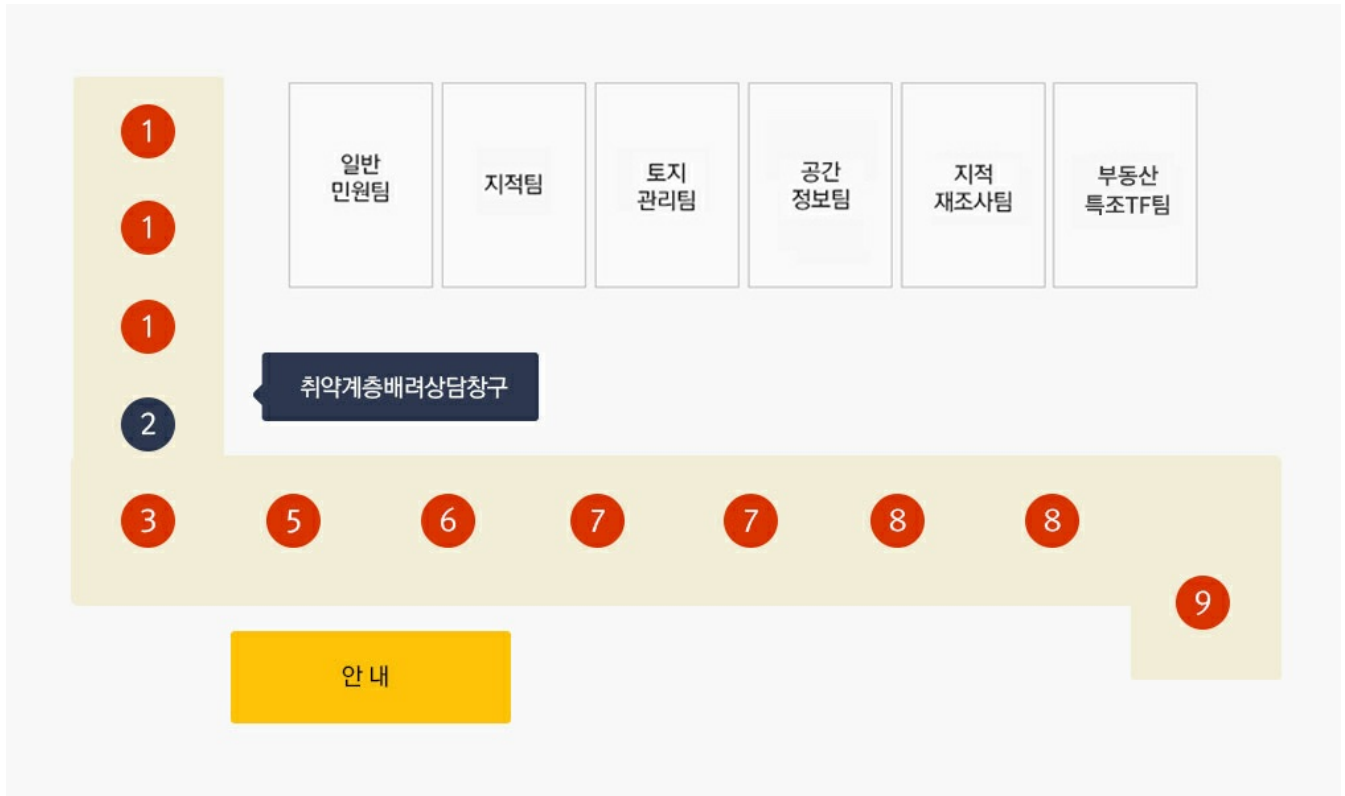 1
일반
민원팀
지적팀
토지
관리팀
공간
정보팀
지적
재조사팀
부동산
특조TF팀
1
1
취약계층배려상담창구
2
3 5 6 7 7 8 8
9
안 내